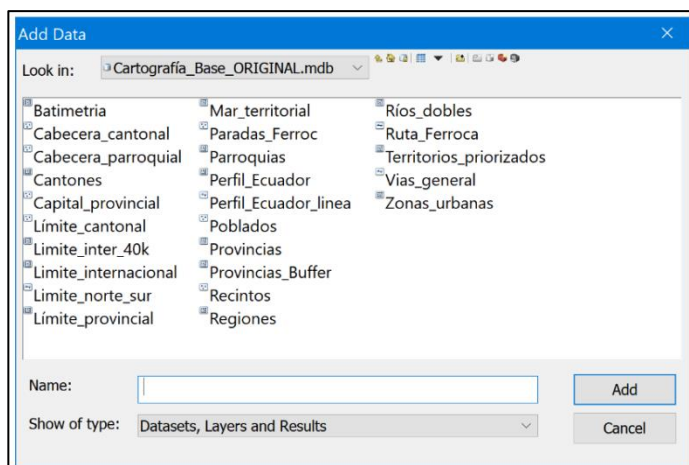 Add Data
Look in:
Cartografía_Base_ORIGINAL.mdb
Batimetria
Cabecera_cantonal
Cabecera_parroquial
Cantones
Capital_provincial
Límite_cantonal
Limite_inter_40k
Limite_internacional
Limite_norte_sur
Límite_provincial
Mar_territorial
Paradas_Ferroc
Parroquias
Perfil_Ecuador
Perfil_Ecuador_linea
Poblados
Provincias
Provincias_Buffer
Recintos
Regiones
Ríos_dobles
Ruta_Ferroca
Territorios_priorizados
Vias_general
Zonas_urbanas
Name:
Add
Show of type:
Datasets, Layers and Results
Cancel